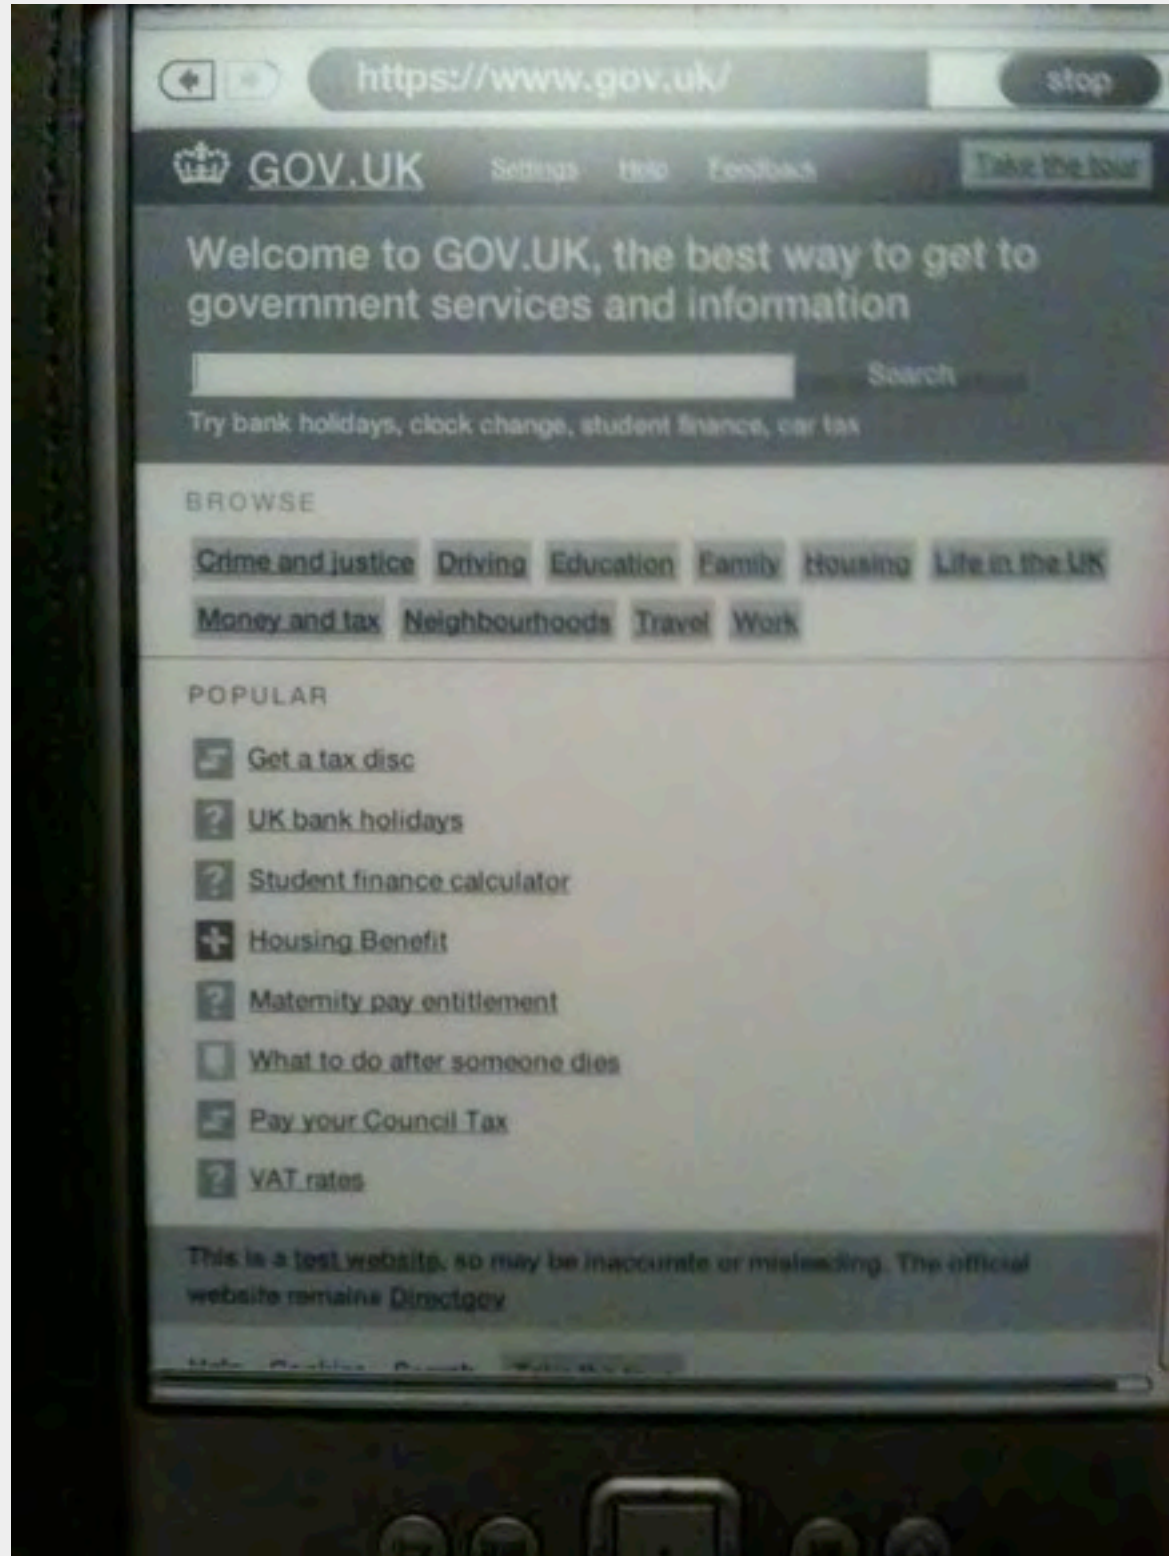 https://www.gov.uk/ stop
GOV.UK Settings Help Feedback Take the tour
Welcome to GOV.UK, the best way to get to
government services and information
Search
Try bank holidays, clock change, student finance, car tax
BROWSE
Crime and justice Driving Education Family Housing Life in the UK
Money and tax Neighbourhoods Travel Work
POPULAR
Get a tax disc
UK bank holidays
Student finance calculator
Housing Benefit
Maternity pay entitlement
What to do after someone dies
Pay your Council Tax
VAT rates
This is a test website, so may be inaccurate or misleading. The official
website remains Directgov
Help Cookies Search